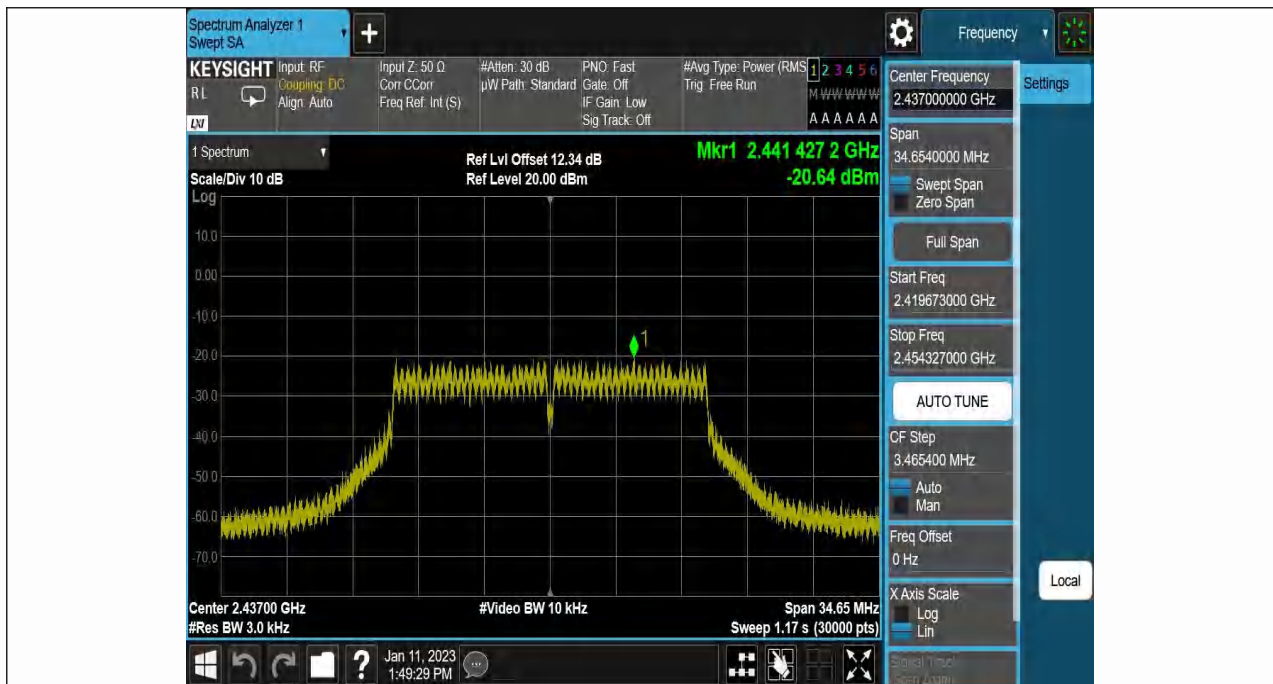 Spectrum Analyzer 1
Swept SA
+
Frequency
KEYSIGHT
RL
LXI
Input: RF
Coupling: DC
Align: Auto
Input Z: 50 Ω
Corr CCorr
Freq Ref: Int (S)
#Atten: 30 dB
µW Path: Standard
PNO: Fast
Gate: Off
IF Gain: Low
Sig Track: Off
#Avg Type: Power (RMS
Trig: Free Run
1 2 3 4 5 6
M W W W W W
A A A A A A
1 Spectrum
Scale/Div 10 dB
Ref Lvl Offset 12.34 dB
Ref Level 20.00 dBm
Mkr1 2.441 427 2 GHz
-20.64 dBm
Log
10.0
0.00
-10.0
-20.0
-30.0
-40.0
-50.0
-60.0
-70.0
1
Center 2.43700 GHz
#Res BW 3.0 kHz
#Video BW 10 kHz
Span 34.65 MHz
Sweep 1.17 s (30000 pts)
Center Frequency
2.437000000 GHz
Settings
Span
34.6540000 MHz
Swept Span
Zero Span
Full Span
Start Freq
2.419673000 GHz
Stop Freq
2.454327000 GHz
AUTO TUNE
CF Step
3.465400 MHz
Auto
Man
Freq Offset
0 Hz
X Axis Scale
Log
Lin
Signal Track
Local
?
Jan 11, 2023
1:49:29 PM